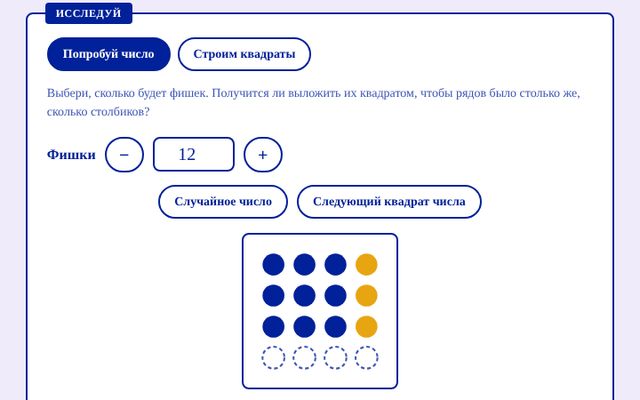 ИССЛЕДУЙ
Попробуй число
Строим квадраты
Выбери, сколько будет фишек. Получится ли выложить их квадратом, чтобы рядов было столько же,
сколько столбиков?
Фишки − 12 +
Случайное число
Следующий квадрат числа